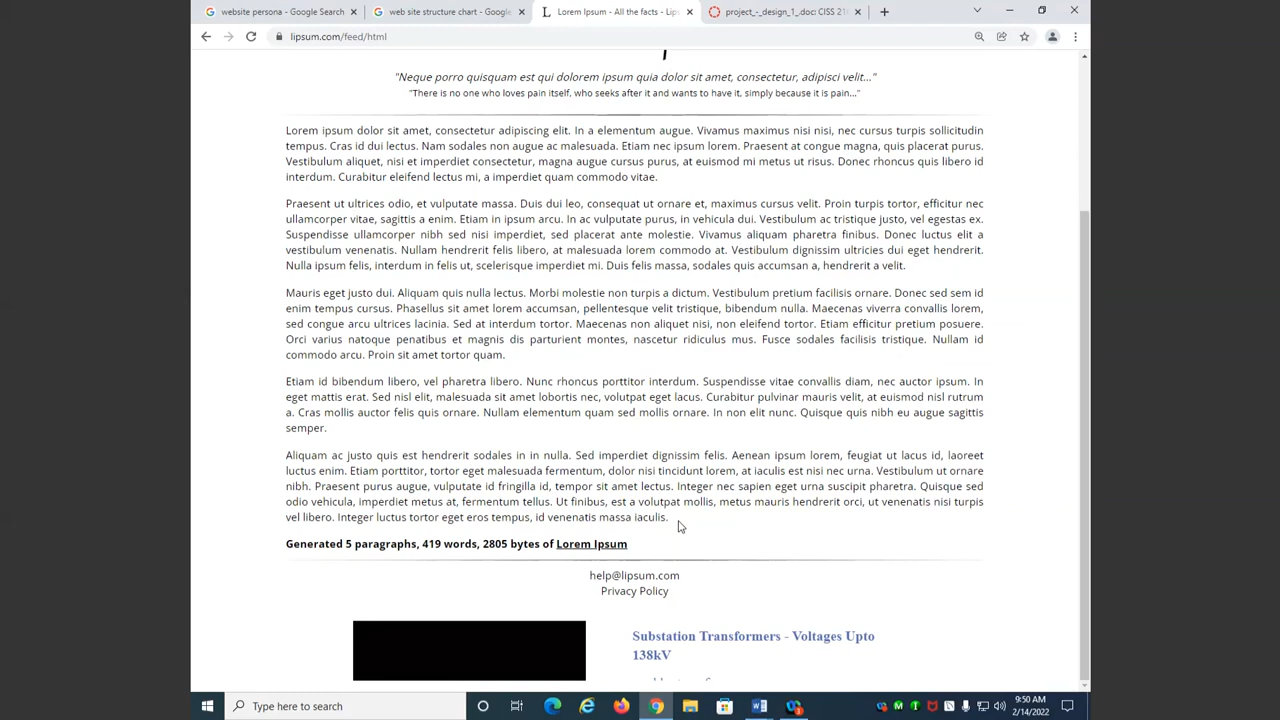 website persona - Google Search
web site structure chart - Google
Lorem Ipsum - All the facts - Lips
project_-_design_1_.doc: CISS 21
lipsum.com/feed/html
"Neque porro quisquam est qui dolorem ipsum quia dolor sit amet, consectetur, adipisci velit..."
"There is no one who loves pain itself, who seeks after it and wants to have it, simply because it is pain..."
Lorem ipsum dolor sit amet, consectetur adipiscing elit. In a elementum augue. Vivamus maximus nisi nisi, nec cursus turpis sollicitudin
tempus. Cras id dui lectus. Nam sodales non augue ac malesuada. Etiam nec ipsum lorem. Praesent at congue magna, quis placerat purus.
Vestibulum aliquet, nisi et imperdiet consectetur, magna augue cursus purus, at euismod mi metus ut risus. Donec rhoncus quis libero id
interdum. Curabitur eleifend lectus mi, a imperdiet quam commodo vitae.
Praesent ut ultrices odio, et vulputate massa. Duis dui leo, consequat ut ornare et, maximus cursus velit. Proin turpis tortor, efficitur nec
ullamcorper vitae, sagittis a enim. Etiam in ipsum arcu. In ac vulputate purus, in vehicula dui. Vestibulum ac tristique justo, vel egestas ex.
Suspendisse ullamcorper nibh sed nisi imperdiet, sed placerat ante molestie. Vivamus aliquam pharetra finibus. Donec luctus elit a
vestibulum venenatis. Nullam hendrerit felis libero, at malesuada lorem commodo at. Vestibulum dignissim ultricies dui eget hendrerit.
Nulla ipsum felis, interdum in felis ut, scelerisque imperdiet mi. Duis felis massa, sodales quis accumsan a, hendrerit a velit.
Mauris eget justo dui. Aliquam quis nulla lectus. Morbi molestie non turpis a dictum. Vestibulum pretium facilisis ornare. Donec sed sem id
enim tempus cursus. Phasellus sit amet lorem accumsan, pellentesque velit tristique, bibendum nulla. Maecenas viverra convallis lorem,
sed congue arcu ultrices lacinia. Sed at interdum tortor. Maecenas non aliquet nisi, non eleifend tortor. Etiam efficitur pretium posuere.
Orci varius natoque penatibus et magnis dis parturient montes, nascetur ridiculus mus. Fusce sodales facilisis tristique. Nullam id
commodo arcu. Proin sit amet tortor quam.
Etiam id bibendum libero, vel pharetra libero. Nunc rhoncus porttitor interdum. Suspendisse vitae convallis diam, nec auctor ipsum. In
eget mattis erat. Sed nisl elit, malesuada sit amet lobortis nec, volutpat eget lacus. Curabitur pulvinar mauris velit, at euismod nisl rutrum
a. Cras mollis auctor felis quis ornare. Nullam elementum quam sed mollis ornare. In non elit nunc. Quisque quis nibh eu augue sagittis
semper.
Aliquam ac justo quis est hendrerit sodales in in nulla. Sed imperdiet dignissim felis. Aenean ipsum lorem, feugiat ut lacus id, laoreet
luctus enim. Etiam porttitor, tortor eget malesuada fermentum, dolor nisi tincidunt lorem, at iaculis est nisi nec urna. Vestibulum ut ornare
nibh. Praesent purus augue, vulputate id fringilla id, tempor sit amet lectus. Integer nec sapien eget urna suscipit pharetra. Quisque sed
odio vehicula, imperdiet metus at, fermentum tellus. Ut finibus, est a volutpat mollis, metus mauris hendrerit orci, ut venenatis nisi turpis
vel libero. Integer luctus tortor eget eros tempus, id venenatis massa iaculis.
Generated 5 paragraphs, 419 words, 2805 bytes of Lorem Ipsum
help@lipsum.com
Privacy Policy
Substation Transformers - Voltages Upto
138kV
Type here to search
9:50 AM
2/14/2022